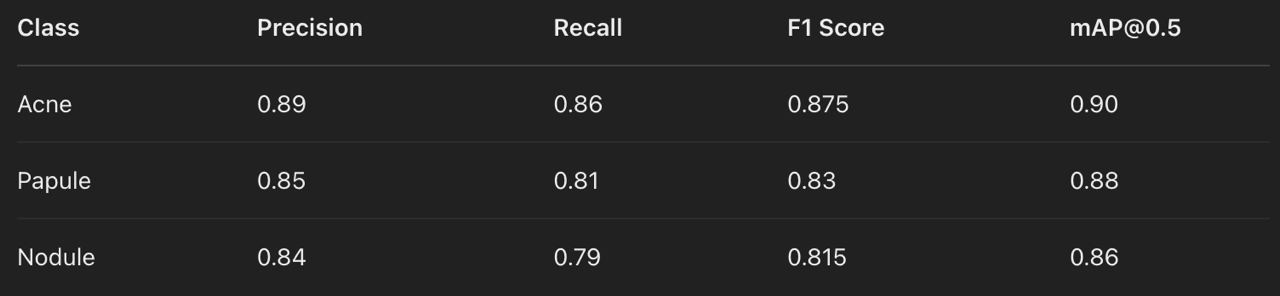 Class Precision Recall F1 Score mAP@0.5
Acne 0.89 0.86 0.875 0.90
Papule 0.85 0.81 0.83 0.88
Nodule 0.84 0.79 0.815 0.86